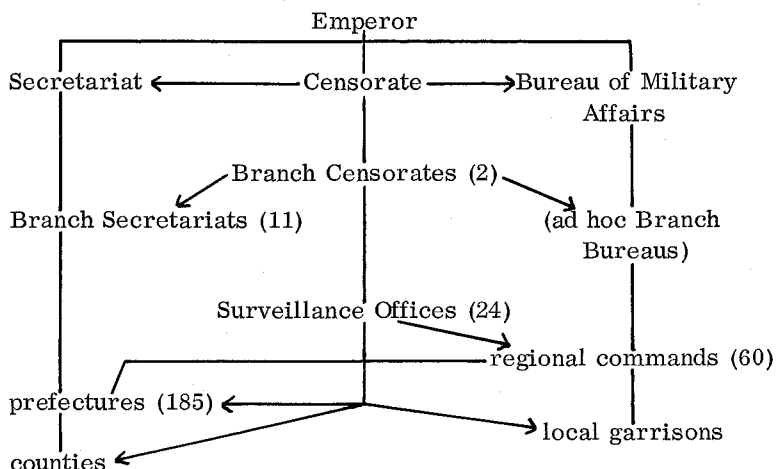 Emperor
Secretariat
Censorate
Bureau of Military
Affairs
Branch Censorates (2)
Branch Secretariats (11)
(ad hoc Branch
Bureaus)
Surveillance Offices (24)
regional commands (60)
prefectures (185)
local garrisons
counties